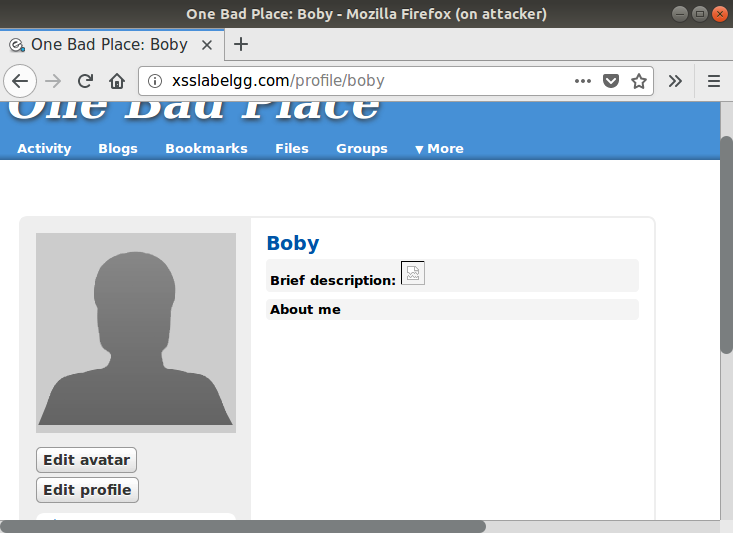 One Bad Place: Boby - Mozilla Firefox (on attacker)
One Bad Place: Boby
xsslabelgg.com/profile/boby
One Bad Place
Activity Blogs Bookmarks Files Groups ▼ More
Boby
Brief description:
About me
Edit avatar
Edit profile